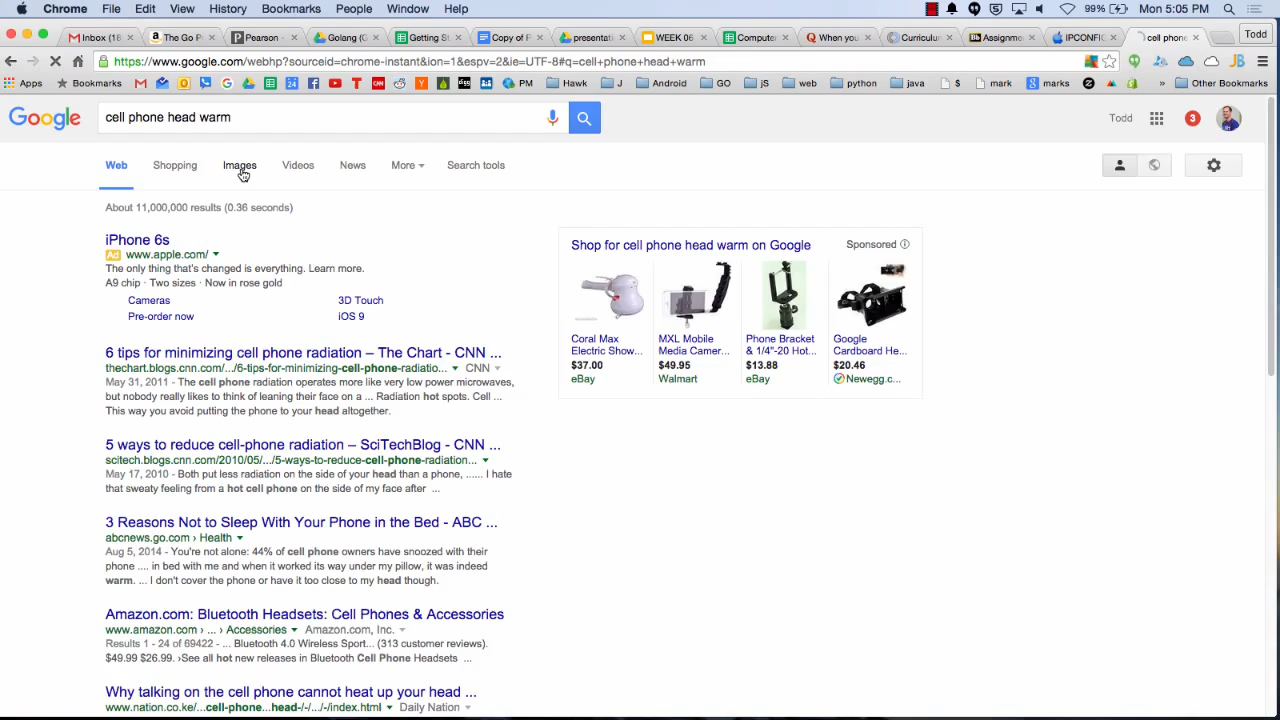 Chrome File Edit View History Bookmarks People Window Help 99% Mon 5:05 PM
Inbox (18 The Go P Pearson - Golang (G Getting St Copy of P presentati WEEK 06 Computer When you Curriculum Assignme IPCONFIG cell phone Todd
https://www.google.com/webhp?sourceid=chrome-instant&ion=1&espv=2&ie=UTF-8#q=cell+phone+head+warm
Apps Bookmarks PM Hawk J Android GO jS web python java $ mark marks » Other Bookmarks
Google cell phone head warm Todd 3
Web Shopping Images Videos News More Search tools
About 11,000,000 results (0.36 seconds)
iPhone 6s
Ad www.apple.com/
The only thing that's changed is everything. Learn more.
A9 chip · Two sizes · Now in rose gold
Cameras 3D Touch
Pre-order now iOS 9
6 tips for minimizing cell phone radiation – The Chart - CNN ...
thechart.blogs.cnn.com/.../6-tips-for-minimizing-cell-phone-radiatio... CNN
May 31, 2011 - The cell phone radiation operates more like very low power microwaves,
but nobody really likes to think of leaning their face on a ... Radiation hot spots. Cell ...
This way you avoid putting the phone to your head altogether.
5 ways to reduce cell-phone radiation – SciTechBlog - CNN ...
scitech.blogs.cnn.com/2010/05/.../5-ways-to-reduce-cell-phone-radiation...
May 17, 2010 - Both put less radiation on the side of your head than a phone, ...... I hate
that sweaty feeling from a hot cell phone on the side of my face after ...
3 Reasons Not to Sleep With Your Phone in the Bed - ABC ...
abcnews.go.com › Health
Aug 5, 2014 - You're not alone: 44% of cell phone owners have snoozed with their
phone .... in bed with me and when it worked its way under my pillow, it was indeed
warm. ... I don't cover the phone or have it too close to my head though.
Amazon.com: Bluetooth Headsets: Cell Phones & Accessories
www.amazon.com › ... › Accessories Amazon.com, Inc.
Results 1 - 24 of 69422 - ... Bluetooth 4.0 Wireless Sport... (313 customer reviews).
$49.99 $26.99. ›See all hot new releases in Bluetooth Cell Phone Headsets ...
Why talking on the cell phone cannot heat up your head ...
www.nation.co.ke/...cell-phone...head-/-/.../-/index.html Daily Nation
Shop for cell phone head warm on Google Sponsored
Coral Max
Electric Show...
$37.00
eBay
MXL Mobile
Media Camer...
$49.95
Walmart
Phone Bracket
& 1/4"-20 Hot...
$13.88
eBay
Google
Cardboard He...
$20.46
Newegg.c...